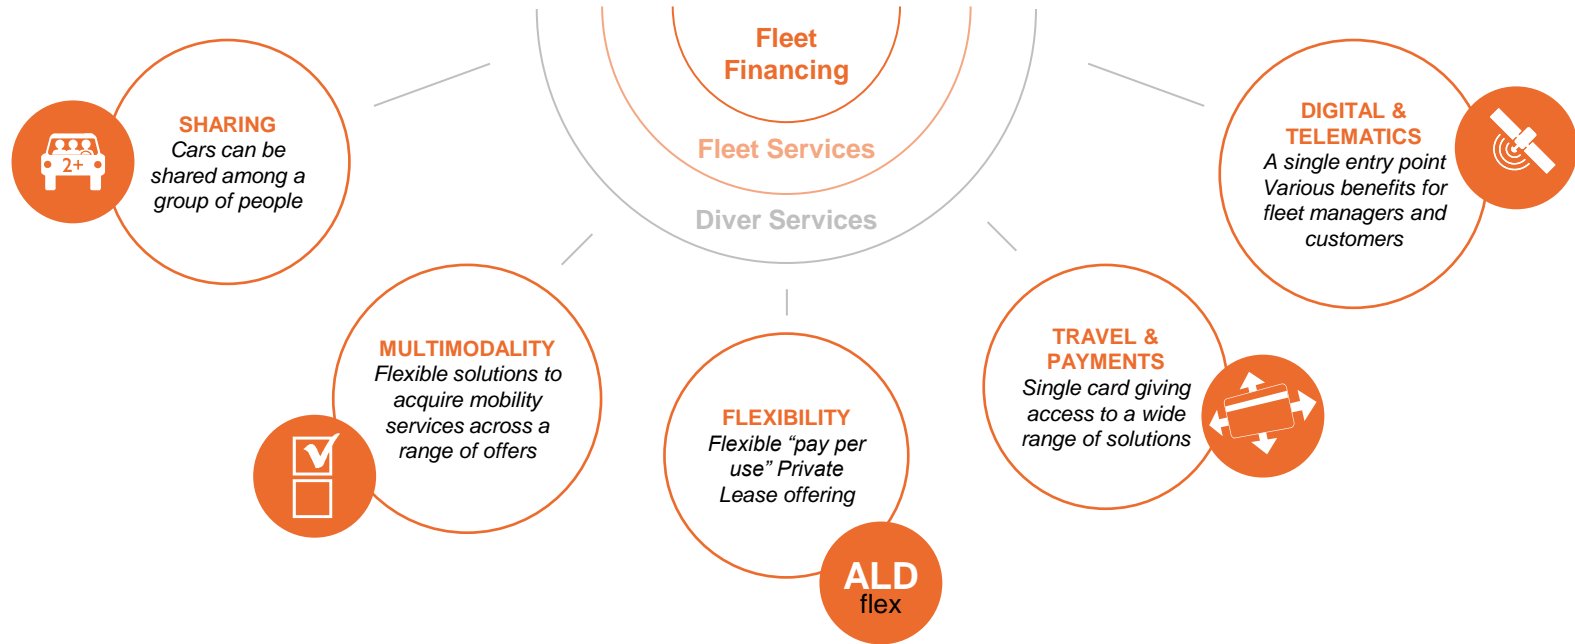 Fleet
Financing
Fleet Services
Diver Services
SHARING
Cars can be
shared among a
group of people
2+
MULTIMODALITY
Flexible solutions to
acquire mobility
services across a
range of offers
FLEXIBILITY
Flexible “pay per
use” Private
Lease offering
ALD
flex
TRAVEL &
PAYMENTS
Single card giving
access to a wide
range of solutions
DIGITAL &
TELEMATICS
A single entry point
Various benefits for
fleet managers and
customers